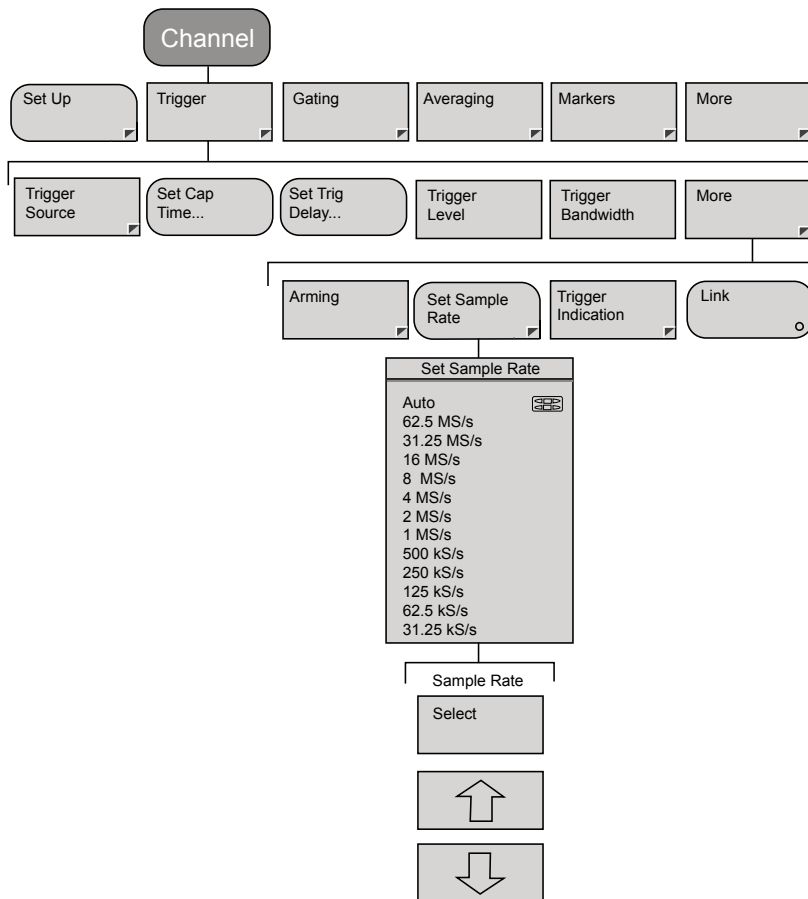 Channel
Set Up
Trigger
Gating
Averaging
Markers
More
Trigger
Source
Set Cap
Time...
Set Trig
Delay...
Trigger
Level
Trigger
Bandwidth
More
Arming
Set Sample
Rate
Trigger
Indication
Link
Set Sample Rate
Auto
62.5 MS/s
31.25 MS/s
16 MS/s
8 MS/s
4 MS/s
2 MS/s
1 MS/s
500 kS/s
250 kS/s
125 kS/s
62.5 kS/s
31.25 kS/s
Sample Rate
Select